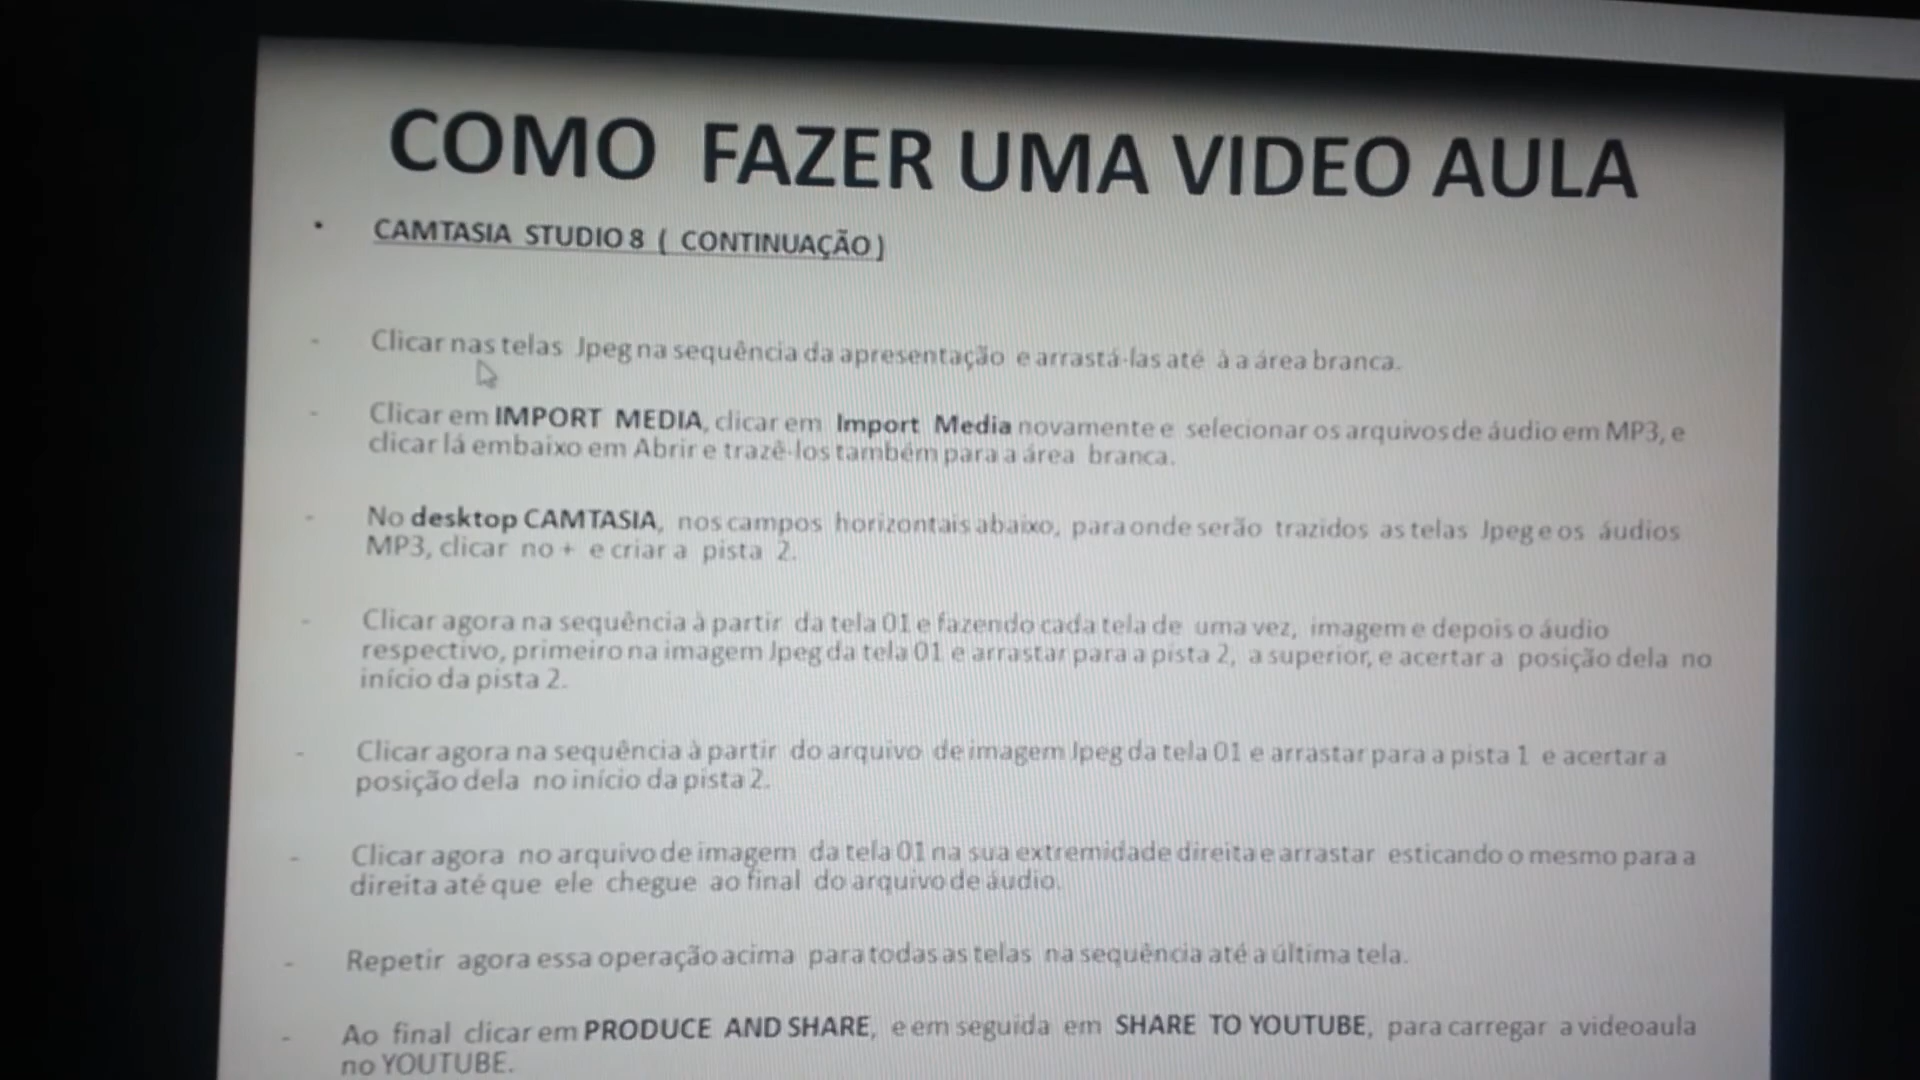 COMO FAZER UMA VIDEO AULA
• CAMTASIA STUDIO 8 ( CONTINUAÇÃO )
- Clicar nas telas Jpeg na sequência da apresentação e arrastá-las até à a área branca.
- Clicar em IMPORT MEDIA, clicar em Import Media novamente e selecionar os arquivos de áudio em MP3, e
clicar lá embaixo em Abrir e trazê-los também para a área branca.
- No desktop CAMTASIA, nos campos horizontais abaixo, para onde serão trazidos as telas Jpeg e os áudios
MP3, clicar no + e criar a pista 2.
- Clicar agora na sequência à partir da tela 01 e fazendo cada tela de uma vez, imagem e depois o áudio
respectivo, primeiro na imagem Jpeg da tela 01 e arrastar para a pista 2, a superior, e acertar a posição dela no
início da pista 2.
- Clicar agora na sequência à partir do arquivo de imagem Jpeg da tela 01 e arrastar para a pista 1 e acertar a
posição dela no início da pista 2.
- Clicar agora no arquivo de imagem da tela 01 na sua extremidade direita e arrastar esticando o mesmo para a
direita até que ele chegue ao final do arquivo de áudio.
- Repetir agora essa operação acima para todas as telas na sequência até a última tela.
- Ao final clicar em PRODUCE AND SHARE, e em seguida em SHARE TO YOUTUBE, para carregar a videoaula
no YOUTUBE.